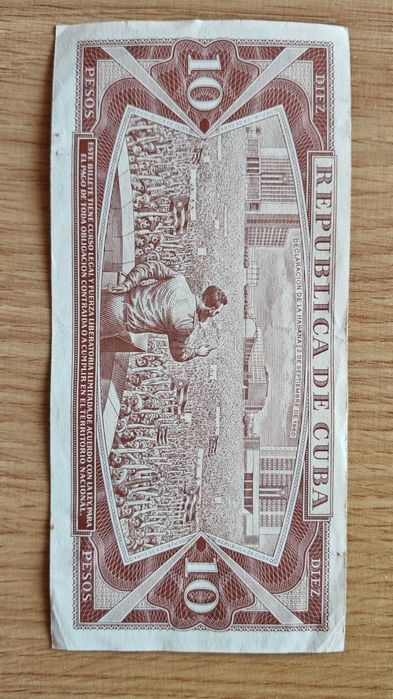 REPUBLICA DE CUBA
DIEZ
DIEZ
10
10
DECLARACION DE LA HABANA 2 DE SEPTIEMBRE DE 1960
PESOS
PESOS
ESTE BILLETE TIENE CURSO LEGAL Y FUERZA LIBERATORIA ILIMITADA, DE ACUERDO CON LA LEY, PARA
EL PAGO DE TODA OBLIGACION CONTRAIDA O A CUMPLIR EN EL TERRITORIO NACIONAL.